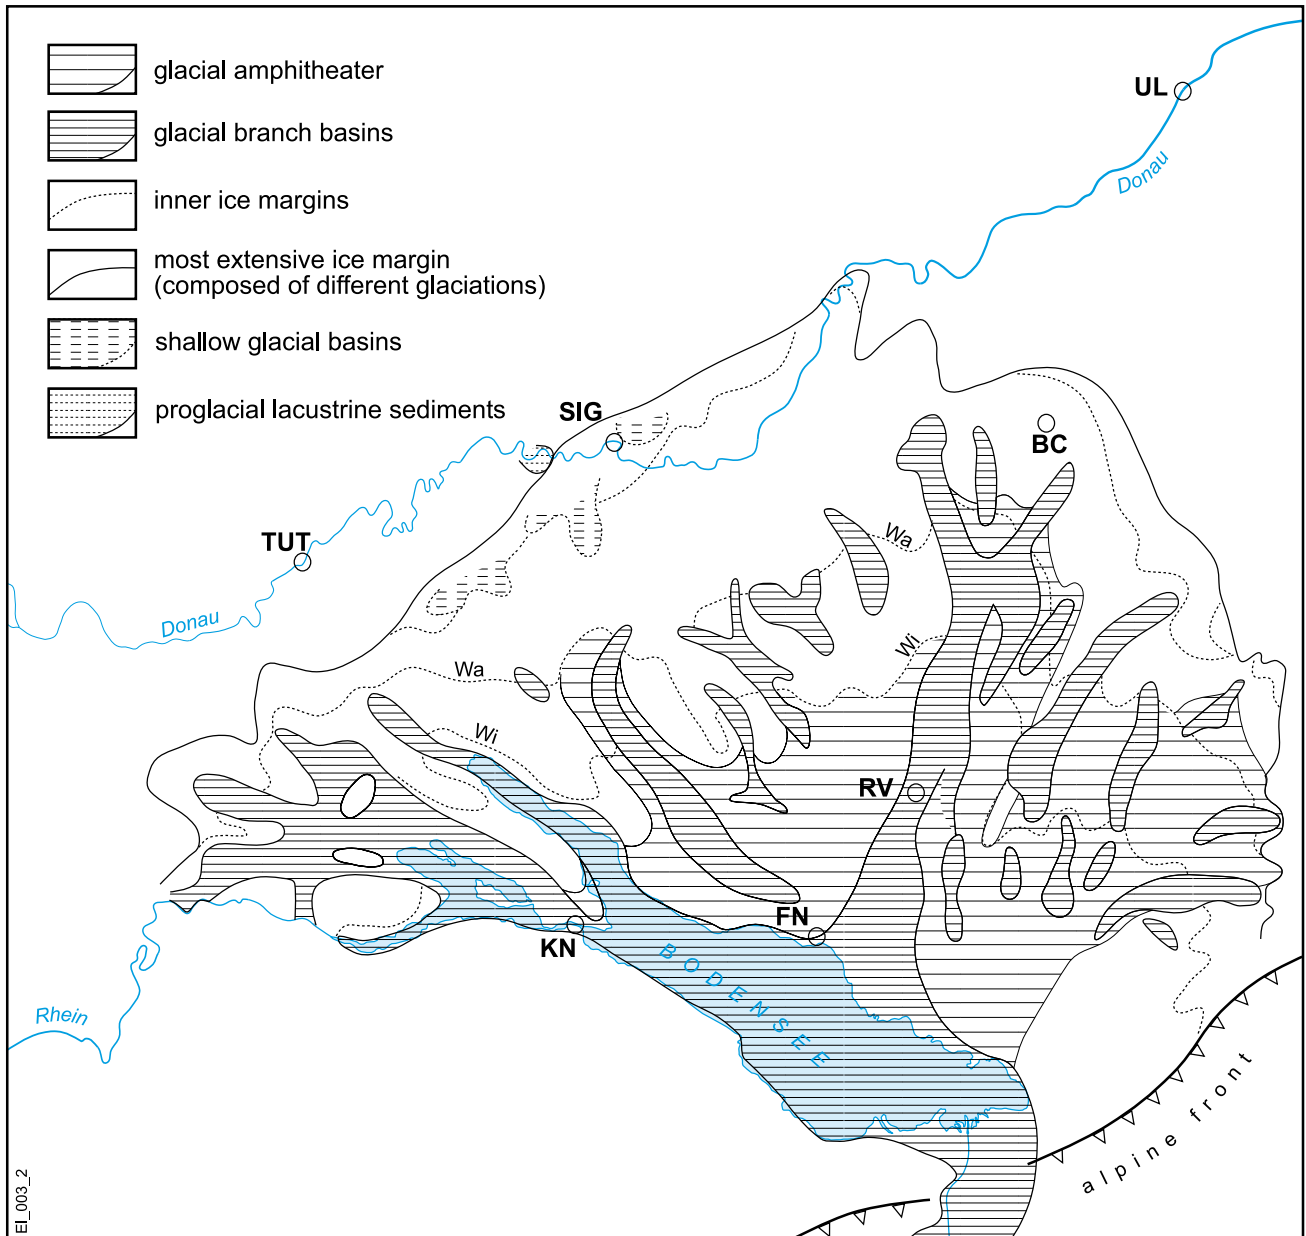 glacial amphitheater
glacial branch basins
inner ice margins
most extensive ice margin
(composed of different glaciations)
shallow glacial basins
proglacial lacustrine sediments
UL
Donau
SIG
BC
TUT
Wa
Donau
Wi
Wa
Wi
RV
FN
KN
BODENSEE
Rhein
alpine front
EI_003_2